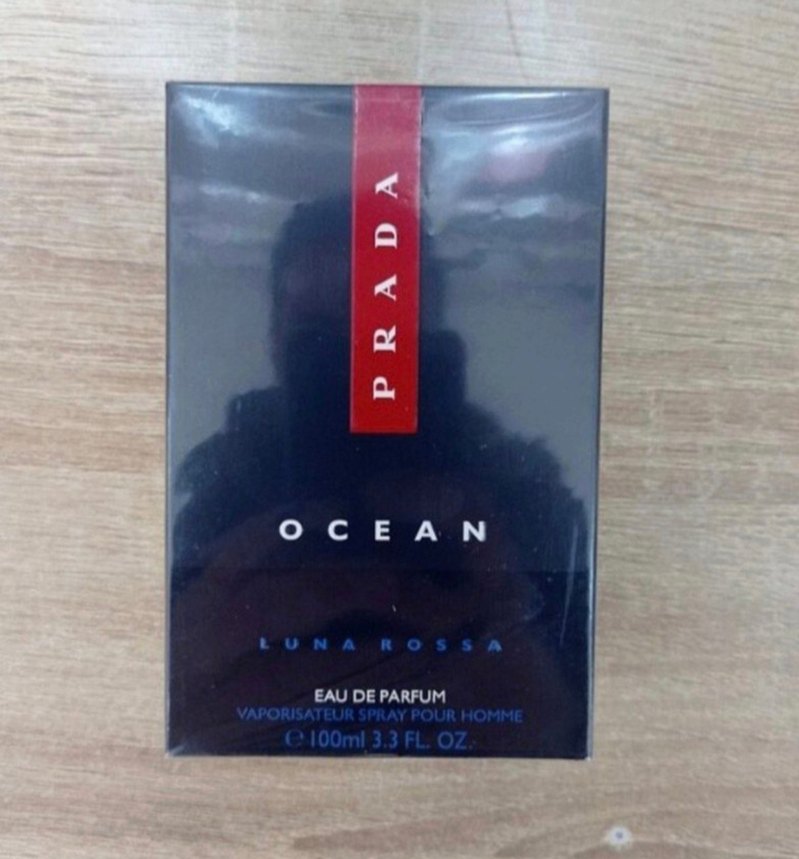 PRADA
OCEAN
LUNA ROSSA
EAU DE PARFUM
VAPORISATEUR SPRAY POUR HOMME
℮ 100ml 3.3 FL. OZ.